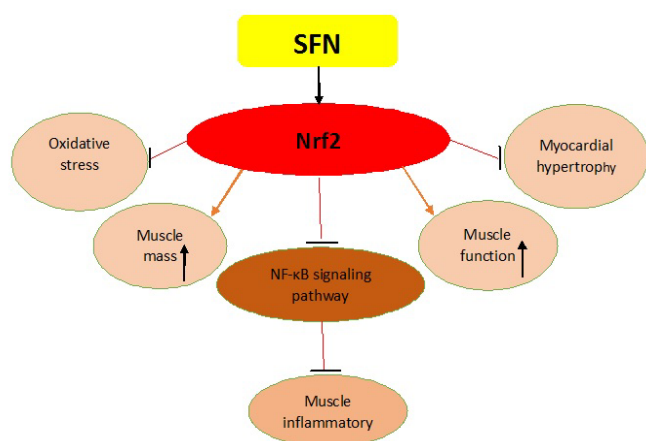 SFN
Nrf2
Oxidative
stress
Myocardial
hypertrophy
Muscle
mass
Muscle
function
NF-κB signaling
pathway
Muscle
inflammatory